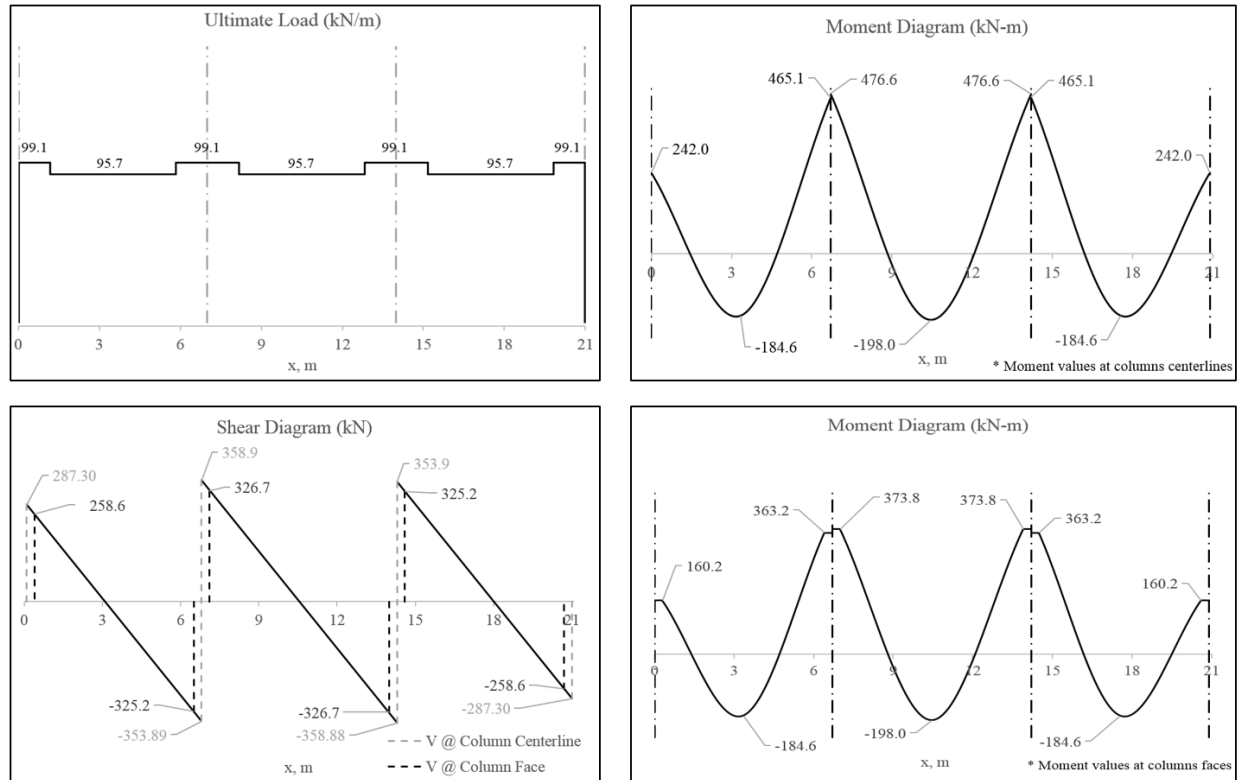 Ultimate Load (kN/m)
99.1 95.7 99.1 95.7 99.1 95.7 99.1
0 3 6 9 12 15 18 21
x, m
Moment Diagram (kN-m)
465.1 476.6 476.6 465.1
242.0 242.0
0 3 6 9 12 15 18 21
-184.6 -198.0 -184.6
x, m
* Moment values at columns centerlines
Shear Diagram (kN)
287.30 358.9 353.9
258.6 326.7 325.2
0 3 6 9 12 15 18 21
-325.2 -326.7 -258.6
-353.89 -358.88 -287.30
V @ Column Centerline
V @ Column Face
x, m
Moment Diagram (kN-m)
363.2 373.8 373.8 363.2
160.2 160.2
0 3 6 9 12 15 18 21
-184.6 -198.0 -184.6
x, m
* Moment values at columns faces